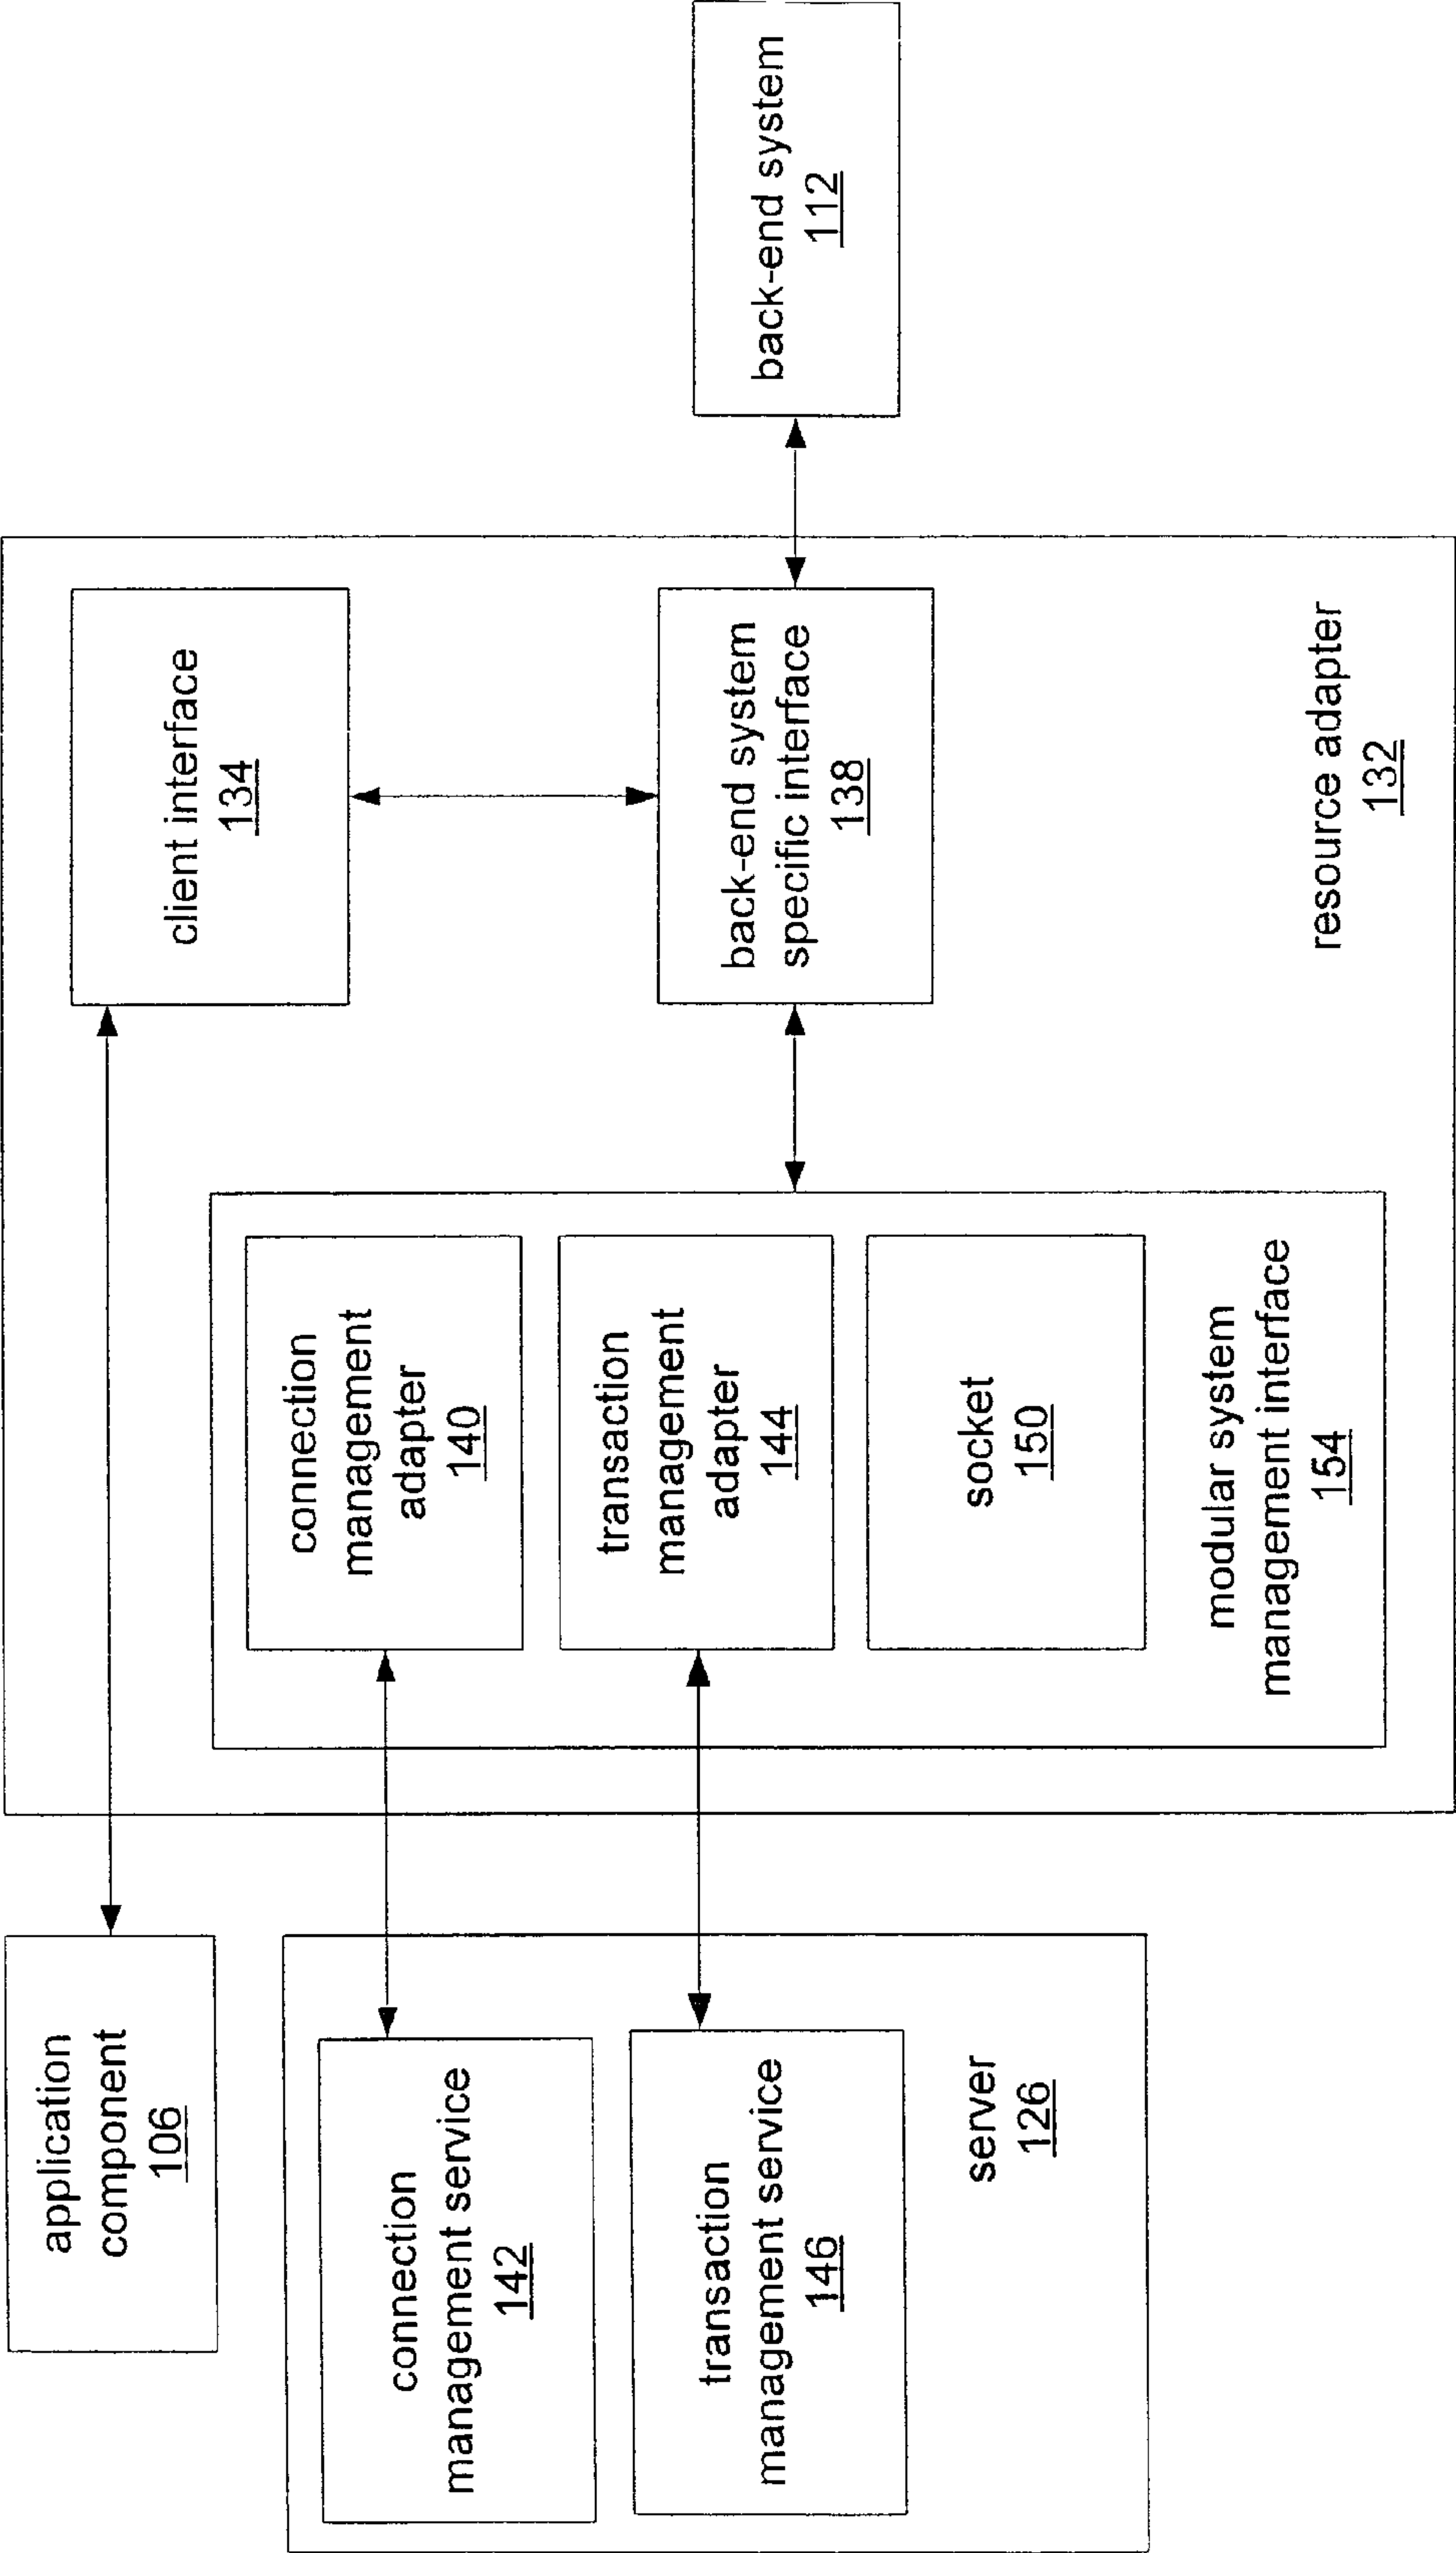 application
component
106
connection
management service
142
transaction
management service
146
server
126
connection
management
adapter
140
transaction
management
adapter
144
socket
150
modular system
management interface
154
client interface
134
back-end system
specific interface
138
resource adapter
132
back-end system
112